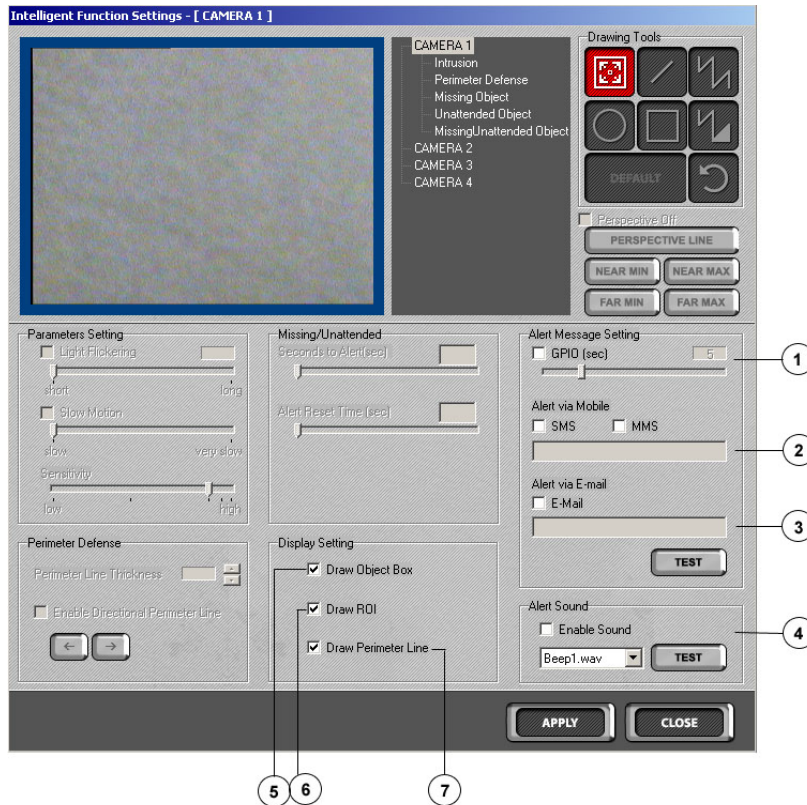 Intelligent Function Settings - [ CAMERA 1 ]
CAMERA 1
Intrusion
Perimeter Defense
Missing Object
Unattended Object
MissingUnattended Object
CAMERA 2
CAMERA 3
CAMERA 4
Drawing Tools
DEFAULT
Perspective Off
PERSPECTIVE LINE
NEAR MIN NEAR MAX
FAR MIN FAR MAX
Parameters Setting
Light Flickering
short long
Slow Motion
slow very slow
Sensitivity
low high
Missing/Unattended
Seconds to Alert(sec)
Alert Reset Time (sec)
Alert Message Setting
GPIO (sec) 5
1
Alert via Mobile
SMS MMS
2
Alert via E-mail
E-Mail
3
TEST
Perimeter Defense
Perimeter Line Thickness
Enable Directional Perimeter Line
Display Setting
Draw Object Box
Draw ROI
Draw Perimeter Line
Alert Sound
Enable Sound
4
Beep1.wav TEST
APPLY CLOSE
5 6 7